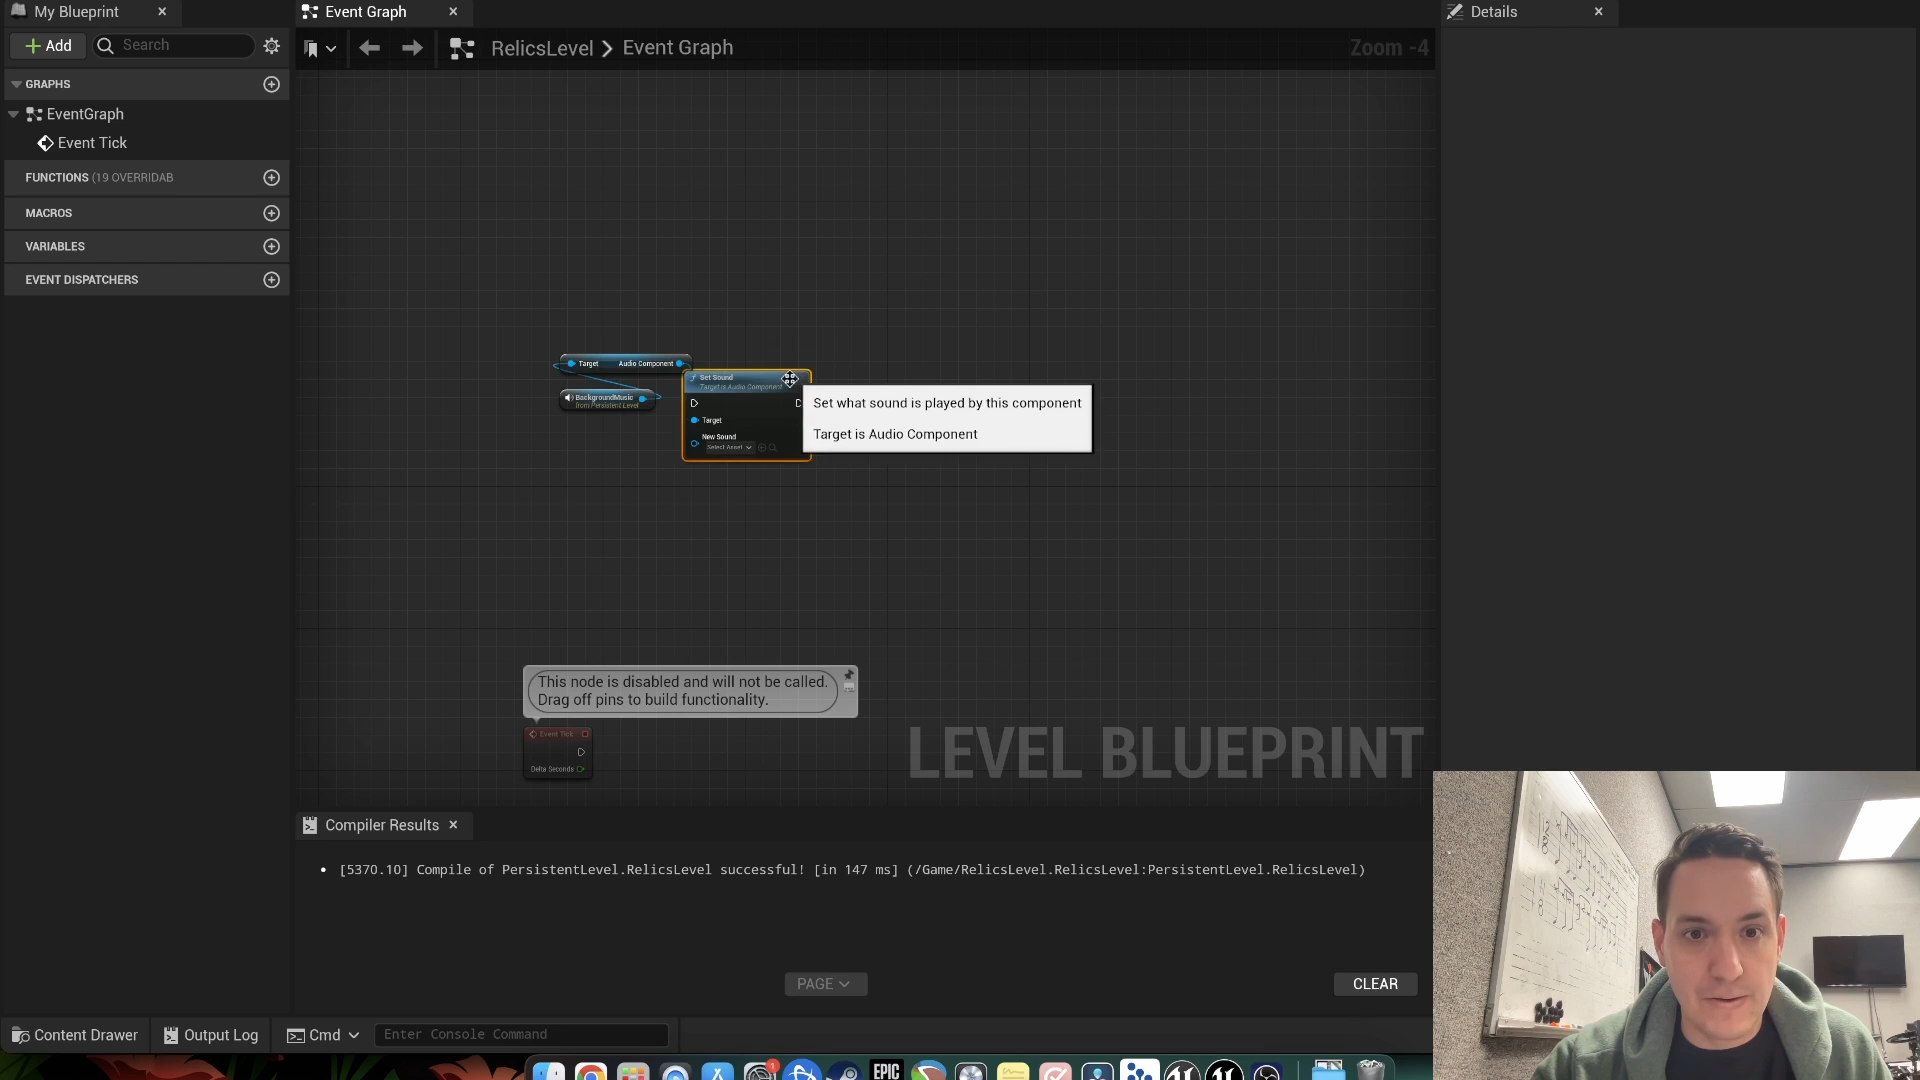 My Blueprint
Event Graph
Details
Add
Search
RelicsLevel > Event Graph
Zoom -4
GRAPHS
EventGraph
Event Tick
FUNCTIONS (19 OVERRIDAB
MACROS
VARIABLES
EVENT DISPATCHERS
Target Audio Component
BackgroundMusic
from Persistent Level
Set Sound
Target is Audio Component
Target
New Sound
Select Asset
Set what sound is played by this component
Target is Audio Component
This node is disabled and will not be called.
Drag off pins to build functionality.
Event Tick
Delta Seconds
LEVEL BLUEPRINT
Compiler Results
• [5370.10] Compile of PersistentLevel.RelicsLevel successful! [in 147 ms] (/Game/RelicsLevel.RelicsLevel:PersistentLevel.RelicsLevel)
PAGE
CLEAR
Content Drawer
Output Log
Cmd
Enter Console Command
EPIC